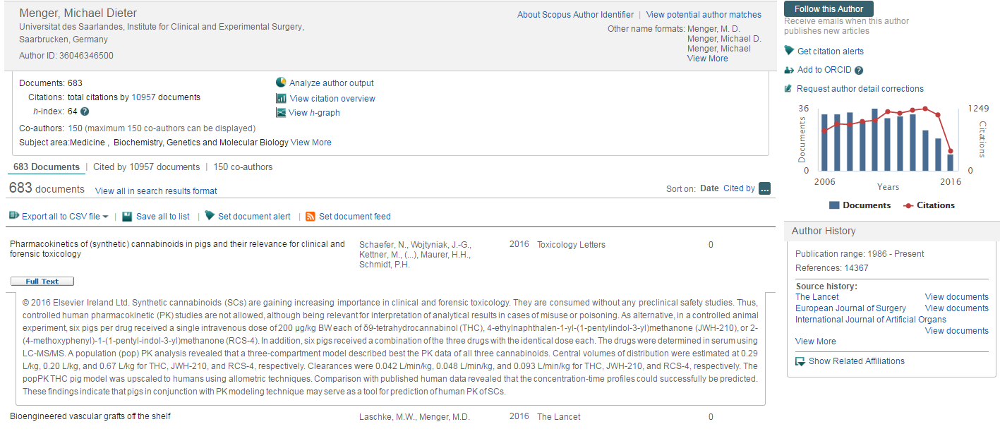 Menger, Michael Dieter
Universitat des Saarlandes, Institute for Clinical and Experimental Surgery,
Saarbrucken, Germany
Author ID: 36046346500
About Scopus Author Identifier | View potential author matches
Other name formats: Menger, M. D.
Menger, Michael D.
Menger, Michael
View More
Documents: 683
Citations: total citations by 10957 documents
h-index: 64 ?
Co-authors: 150 (maximum 150 co-authors can be displayed)
Subject area:Medicine , Biochemistry, Genetics and Molecular Biology View More
Analyze author output
View citation overview
View h-graph
683 Documents | Cited by 10957 documents | 150 co-authors
683 documents View all in search results format
Sort on: Date Cited by ...
Export all to CSV file | Save all to list | Set document alert | Set document feed
Pharmacokinetics of (synthetic) cannabinoids in pigs and their relevance for clinical and
forensic toxicology
Schaefer, N., Wojtyniak, J.-G.,
Kettner, M., (...), Maurer, H.H.,
Schmidt, P.H.
2016 Toxicology Letters 0
Full Text
© 2016 Elsevier Ireland Ltd. Synthetic cannabinoids (SCs) are gaining increasing importance in clinical and forensic toxicology. They are consumed without any preclinical safety studies. Thus,
controlled human pharmacokinetic (PK) studies are not allowed, although being relevant for interpretation of analytical results in cases of misuse or poisoning. As alternative, in a controlled animal
experiment, six pigs per drug received a single intravenous dose of 200 μg/kg BW each of δ9-tetrahydrocannabinol (THC), 4-ethylnaphthalen-1-yl-(1-pentylindol-3-yl)methanone (JWH-210), or 2-
(4-methoxyphenyl)-1-(1-pentyl-indol-3-yl)methanone (RCS-4). In addition, six pigs received a combination of the three drugs with the identical dose each. The drugs were determined in serum using
LC-MS/MS. A population (pop) PK analysis revealed that a three-compartment model described best the PK data of all three cannabinoids. Central volumes of distribution were estimated at 0.29
L/kg, 0.20 L/kg, and 0.67 L/kg for THC, JWH-210, and RCS-4, respectively. Clearances were 0.042 L/min/kg, 0.048 L/min/kg, and 0.093 L/min/kg for THC, JWH-210, and RCS-4, respectively. The
popPK THC pig model was upscaled to humans using allometric techniques. Comparison with published human data revealed that the concentration-time profiles could successfully be predicted.
These findings indicate that pigs in conjunction with PK modeling technique may serve as a tool for prediction of human PK of SCs.
Bioengineered vascular grafts off the shelf
Laschke, M.W., Menger, M.D.
2016 The Lancet 0
Follow this Author
Receive emails when this author
publishes new articles
Get citation alerts
Add to ORCID ?
Request author detail corrections
36
Documents
0
1249
Citations
0
2006
Years
2016
Documents
Citations
Author History
Publication range: 1986 - Present
References: 14367
Source history:
The Lancet View documents
European Journal of Surgery View documents
International Journal of Artificial Organs
View documents
View More
Show Related Affiliations